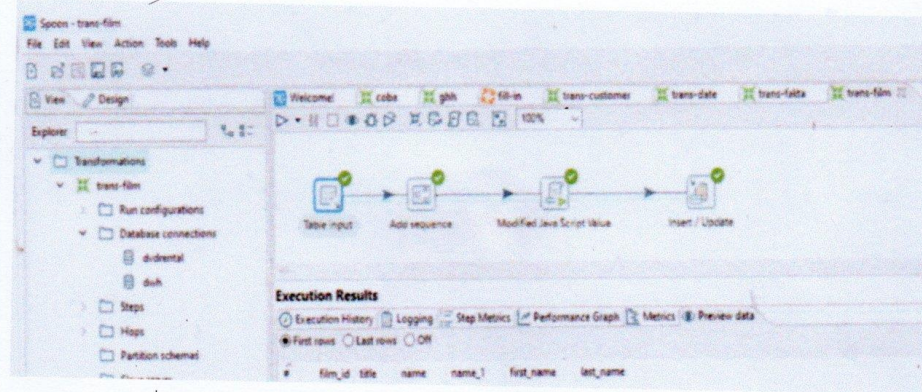 Spoon - trans-film
File Edit View Action Tools Help
View Design
Welcome! coba ghh fill-in trans-customer trans-date trans-fakta trans-film
Explorer
100%
Transformations
trans-film
Run configurations
Database connections
dvdrental
dwh
Steps
Hops
Partition schemas
Table input Add sequence Modified Java Script Value Insert / Update
Execution Results
Execution History Logging Step Metrics Performance Graph Metrics Preview data
First rows Last rows Off
# film_id title name name_1 first_name last_name